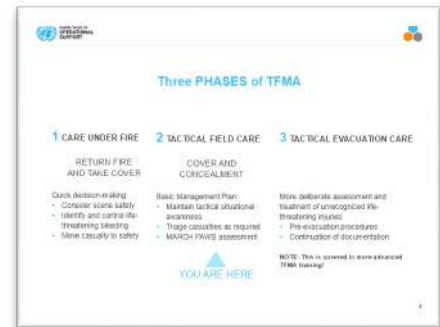 OPERATIONAL
SUPPORT
Three PHASES of TFMA
1 CARE UNDER FIRE
RETURN FIRE
AND TAKE COVER
Quick decision-making:
• Consider scene safety
• Identify and control life-
threatening bleeding
• Move casualty to safety
2 TACTICAL FIELD CARE
COVER AND
CONCEALMENT
Basic Management Plan:
• Maintain tactical situational
awareness
• Triage casualties as required
• MARCH PAWS assessment
YOU ARE HERE
3 TACTICAL EVACUATION CARE
More deliberate assessment and
treatment of unrecognized life-
threatening injuries:
• Pre-evacuation procedures
• Continuation of documentation
NOTE: This is covered in more advanced
TFMA training!